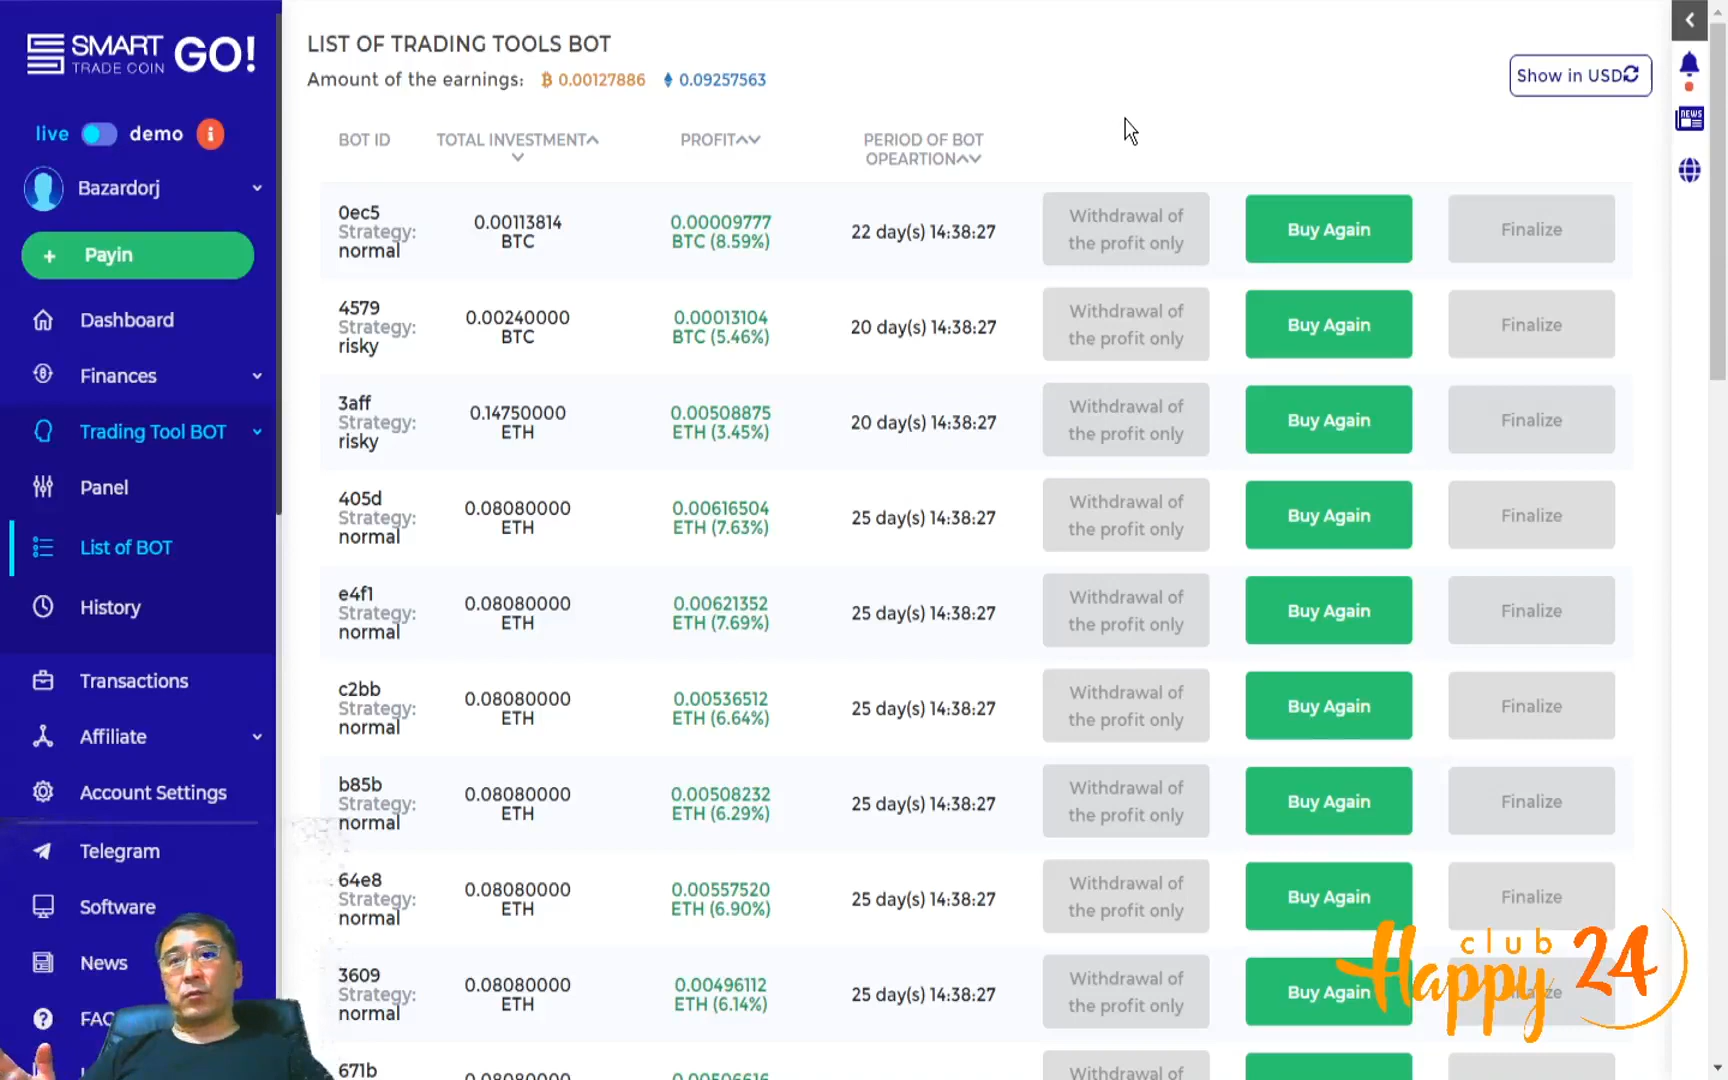 SMART
TRADE COIN
GO!
live
demo
Bazardorj
+ Payin
Dashboard
Finances
Trading Tool BOT
Panel
List of BOT
History
Transactions
Affiliate
Account Settings
Telegram
Software
News
LIST OF TRADING TOOLS BOT
Amount of the earnings: 0.00127886 0.09257563
Show in USD
NEWS
BOT ID
TOTAL INVESTMENT
PROFIT
PERIOD OF BOT
OPEARTION
0ec5
Strategy:
normal
0.00113814
BTC
0.00009777
BTC (8.59%)
22 day(s) 14:38:27
Withdrawal of
the profit only
Buy Again
Finalize
4579
Strategy:
risky
0.00240000
BTC
0.00013104
BTC (5.46%)
20 day(s) 14:38:27
Withdrawal of
the profit only
Buy Again
Finalize
3aff
Strategy:
risky
0.14750000
ETH
0.00508875
ETH (3.45%)
20 day(s) 14:38:27
Withdrawal of
the profit only
Buy Again
Finalize
405d
Strategy:
normal
0.08080000
ETH
0.00616504
ETH (7.63%)
25 day(s) 14:38:27
Withdrawal of
the profit only
Buy Again
Finalize
e4f1
Strategy:
normal
0.08080000
ETH
0.00621352
ETH (7.69%)
25 day(s) 14:38:27
Withdrawal of
the profit only
Buy Again
Finalize
c2bb
Strategy:
normal
0.08080000
ETH
0.00536512
ETH (6.64%)
25 day(s) 14:38:27
Withdrawal of
the profit only
Buy Again
Finalize
b85b
Strategy:
normal
0.08080000
ETH
0.00508232
ETH (6.29%)
25 day(s) 14:38:27
Withdrawal of
the profit only
Buy Again
Finalize
64e8
Strategy:
normal
0.08080000
ETH
0.00557520
ETH (6.90%)
25 day(s) 14:38:27
Withdrawal of
the profit only
Buy Again
Finalize
3609
Strategy:
normal
0.08080000
ETH
0.00496112
ETH (6.14%)
25 day(s) 14:38:27
Withdrawal of
the profit only
Buy Again
671b
0.08080000
0.00506616
Withdrawal of
club
Happy 24